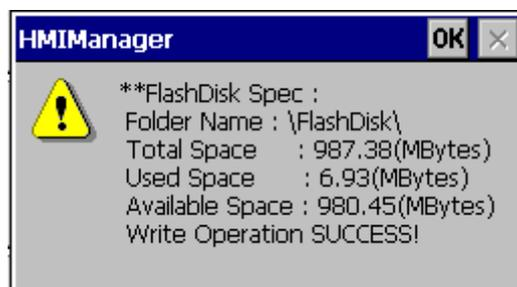 HMIManager OK
**FlashDisk Spec :
Folder Name : \FlashDisk\
Total Space : 987.38(MBytes)
Used Space : 6.93(MBytes)
Available Space : 980.45(MBytes)
Write Operation SUCCESS!